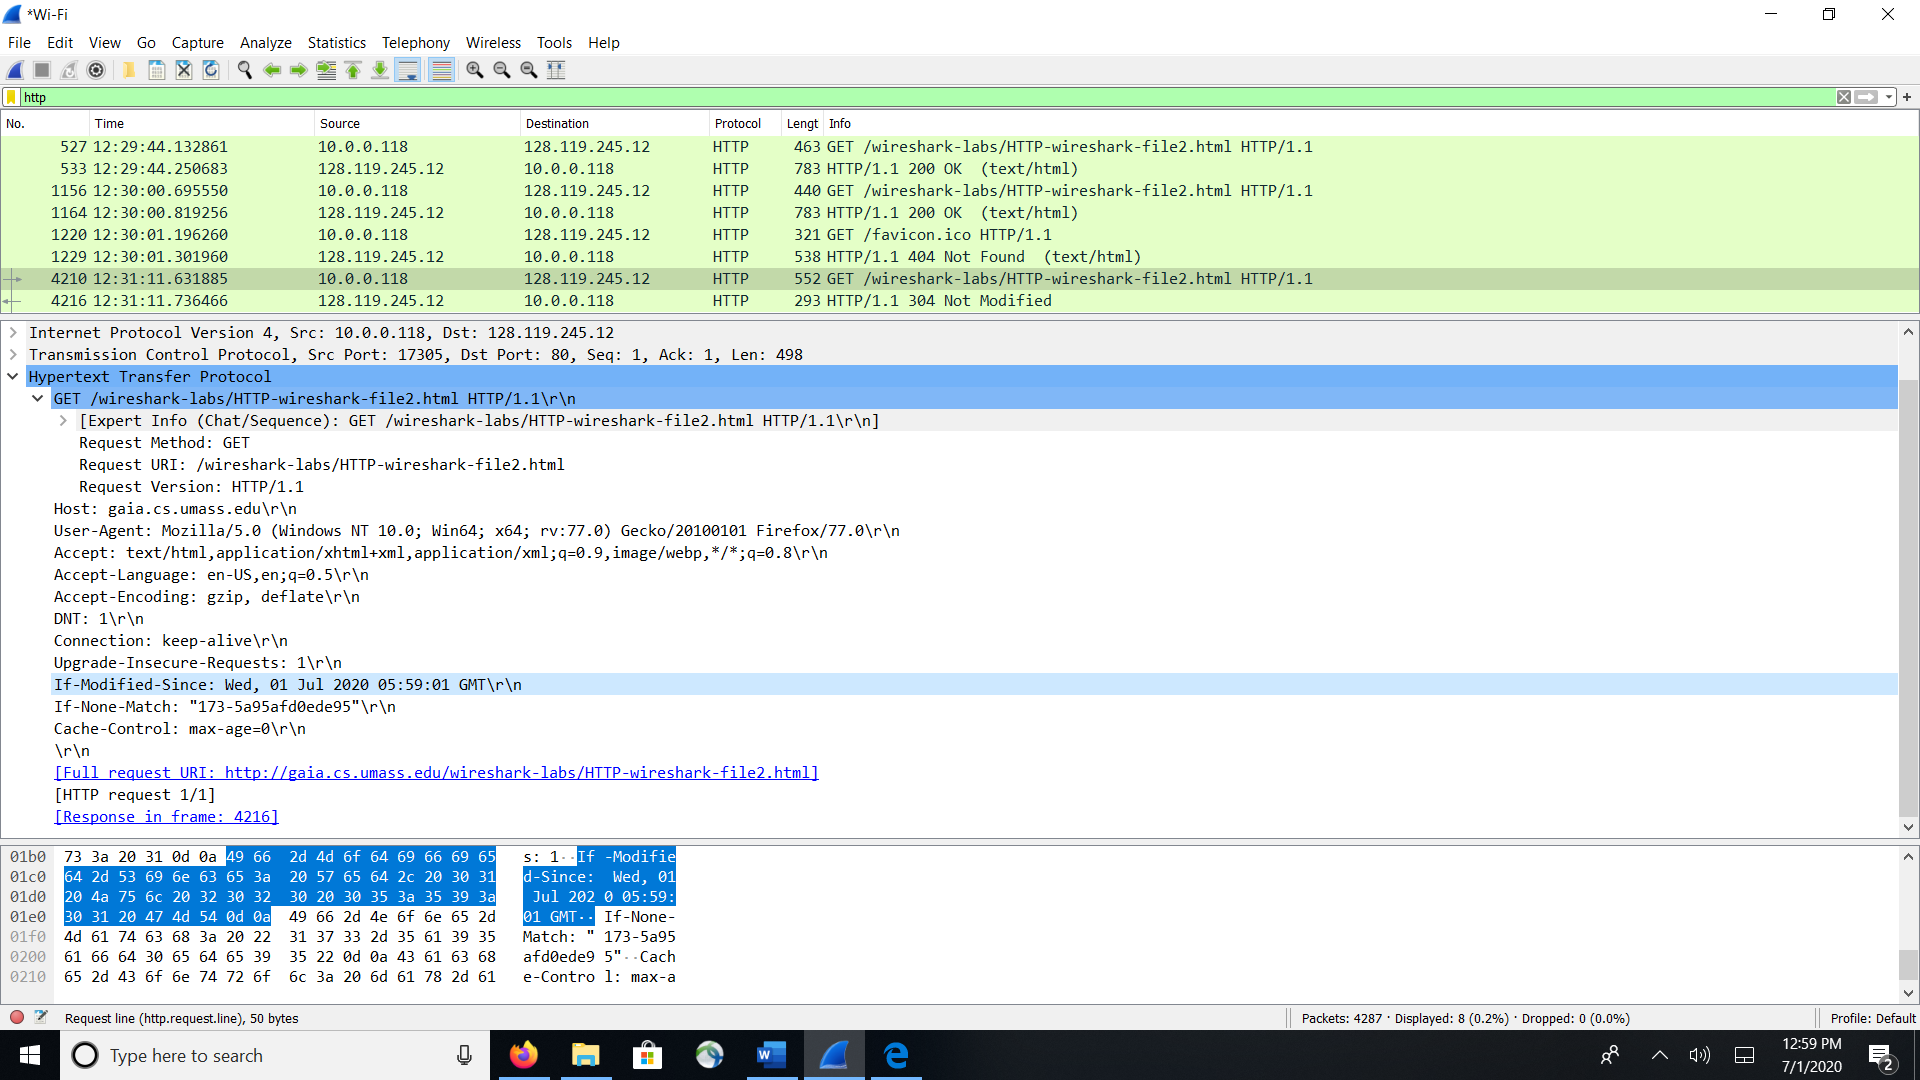 *Wi-Fi
File Edit View Go Capture Analyze Statistics Telephony Wireless Tools Help
http
No. Time Source Destination Protocol Lengt Info
527 12:29:44.132861 10.0.0.118 128.119.245.12 HTTP 463 GET /wireshark-labs/HTTP-wireshark-file2.html HTTP/1.1
533 12:29:44.250683 128.119.245.12 10.0.0.118 HTTP 783 HTTP/1.1 200 OK (text/html)
1156 12:30:00.695550 10.0.0.118 128.119.245.12 HTTP 440 GET /wireshark-labs/HTTP-wireshark-file2.html HTTP/1.1
1164 12:30:00.819256 128.119.245.12 10.0.0.118 HTTP 783 HTTP/1.1 200 OK (text/html)
1220 12:30:01.196260 10.0.0.118 128.119.245.12 HTTP 321 GET /favicon.ico HTTP/1.1
1229 12:30:01.301960 128.119.245.12 10.0.0.118 HTTP 538 HTTP/1.1 404 Not Found (text/html)
4210 12:31:11.631885 10.0.0.118 128.119.245.12 HTTP 552 GET /wireshark-labs/HTTP-wireshark-file2.html HTTP/1.1
4216 12:31:11.736466 128.119.245.12 10.0.0.118 HTTP 293 HTTP/1.1 304 Not Modified
Internet Protocol Version 4, Src: 10.0.0.118, Dst: 128.119.245.12
Transmission Control Protocol, Src Port: 17305, Dst Port: 80, Seq: 1, Ack: 1, Len: 498
Hypertext Transfer Protocol
GET /wireshark-labs/HTTP-wireshark-file2.html HTTP/1.1\r\n
[Expert Info (Chat/Sequence): GET /wireshark-labs/HTTP-wireshark-file2.html HTTP/1.1\r\n]
Request Method: GET
Request URI: /wireshark-labs/HTTP-wireshark-file2.html
Request Version: HTTP/1.1
Host: gaia.cs.umass.edu\r\n
User-Agent: Mozilla/5.0 (Windows NT 10.0; Win64; x64; rv:77.0) Gecko/20100101 Firefox/77.0\r\n
Accept: text/html,application/xhtml+xml,application/xml;q=0.9,image/webp,*/*;q=0.8\r\n
Accept-Language: en-US,en;q=0.5\r\n
Accept-Encoding: gzip, deflate\r\n
DNT: 1\r\n
Connection: keep-alive\r\n
Upgrade-Insecure-Requests: 1\r\n
If-Modified-Since: Wed, 01 Jul 2020 05:59:01 GMT\r\n
If-None-Match: "173-5a95afd0ede95"\r\n
Cache-Control: max-age=0\r\n
\r\n
[Full request URI: http://gaia.cs.umass.edu/wireshark-labs/HTTP-wireshark-file2.html]
[HTTP request 1/1]
[Response in frame: 4216]
01b0 73 3a 20 31 0d 0a 49 66 2d 4d 6f 64 69 66 69 65 s: 1··If -Modifie
01c0 64 2d 53 69 6e 63 65 3a 20 57 65 64 2c 20 30 31 d-Since: Wed, 01
01d0 20 4a 75 6c 20 32 30 32 30 20 30 35 3a 35 39 3a Jul 202 0 05:59:
01e0 30 31 20 47 4d 54 0d 0a 49 66 2d 4e 6f 6e 65 2d 01 GMT·· If-None-
01f0 4d 61 74 63 68 3a 20 22 31 37 33 2d 35 61 39 35 Match: " 173-5a95
0200 61 66 64 30 65 64 65 39 35 22 0d 0a 43 61 63 68 afd0ede9 5"··Cach
0210 65 2d 43 6f 6e 74 72 6f 6c 3a 20 6d 61 78 2d 61 e-Contro l: max-a
Request line (http.request.line), 50 bytes Packets: 4287 · Displayed: 8 (0.2%) · Dropped: 0 (0.0%) Profile: Default
Type here to search
12:59 PM
7/1/2020
2